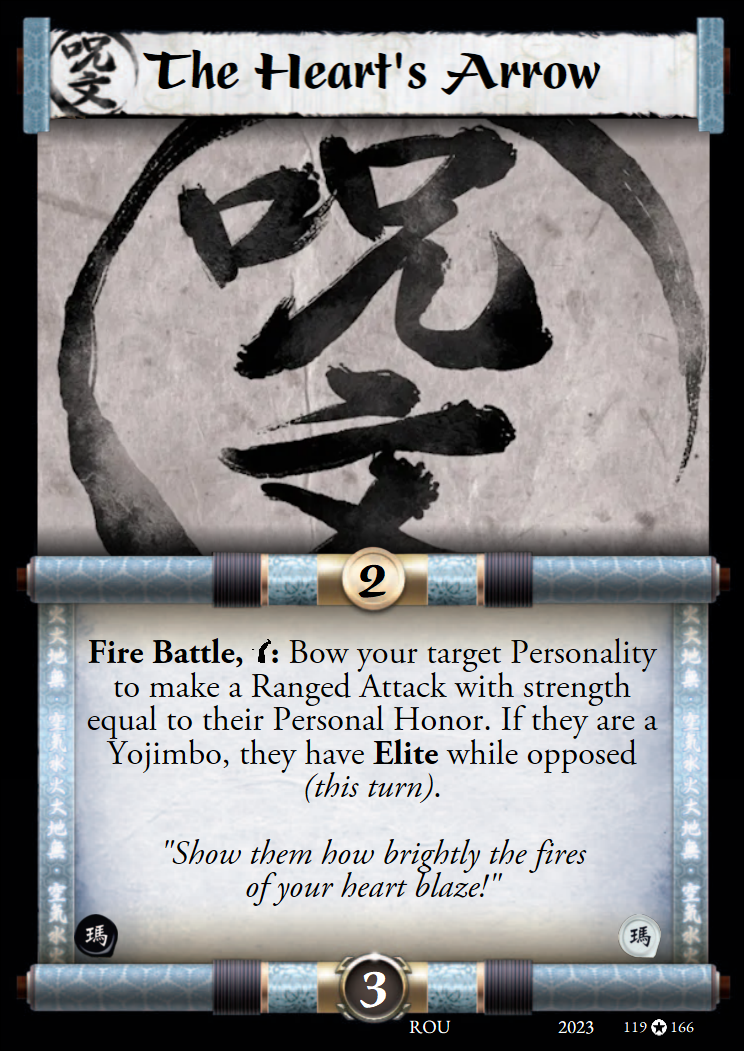 呪文
The Heart's Arrow
呪
文
2
Fire Battle, : Bow your target Personality
to make a Ranged Attack with strength
equal to their Personal Honor. If they are a
Yojimbo, they have Elite while opposed
(this turn).
"Show them how brightly the fires
of your heart blaze!"
瑪
瑪
3
ROU 2023 119 166